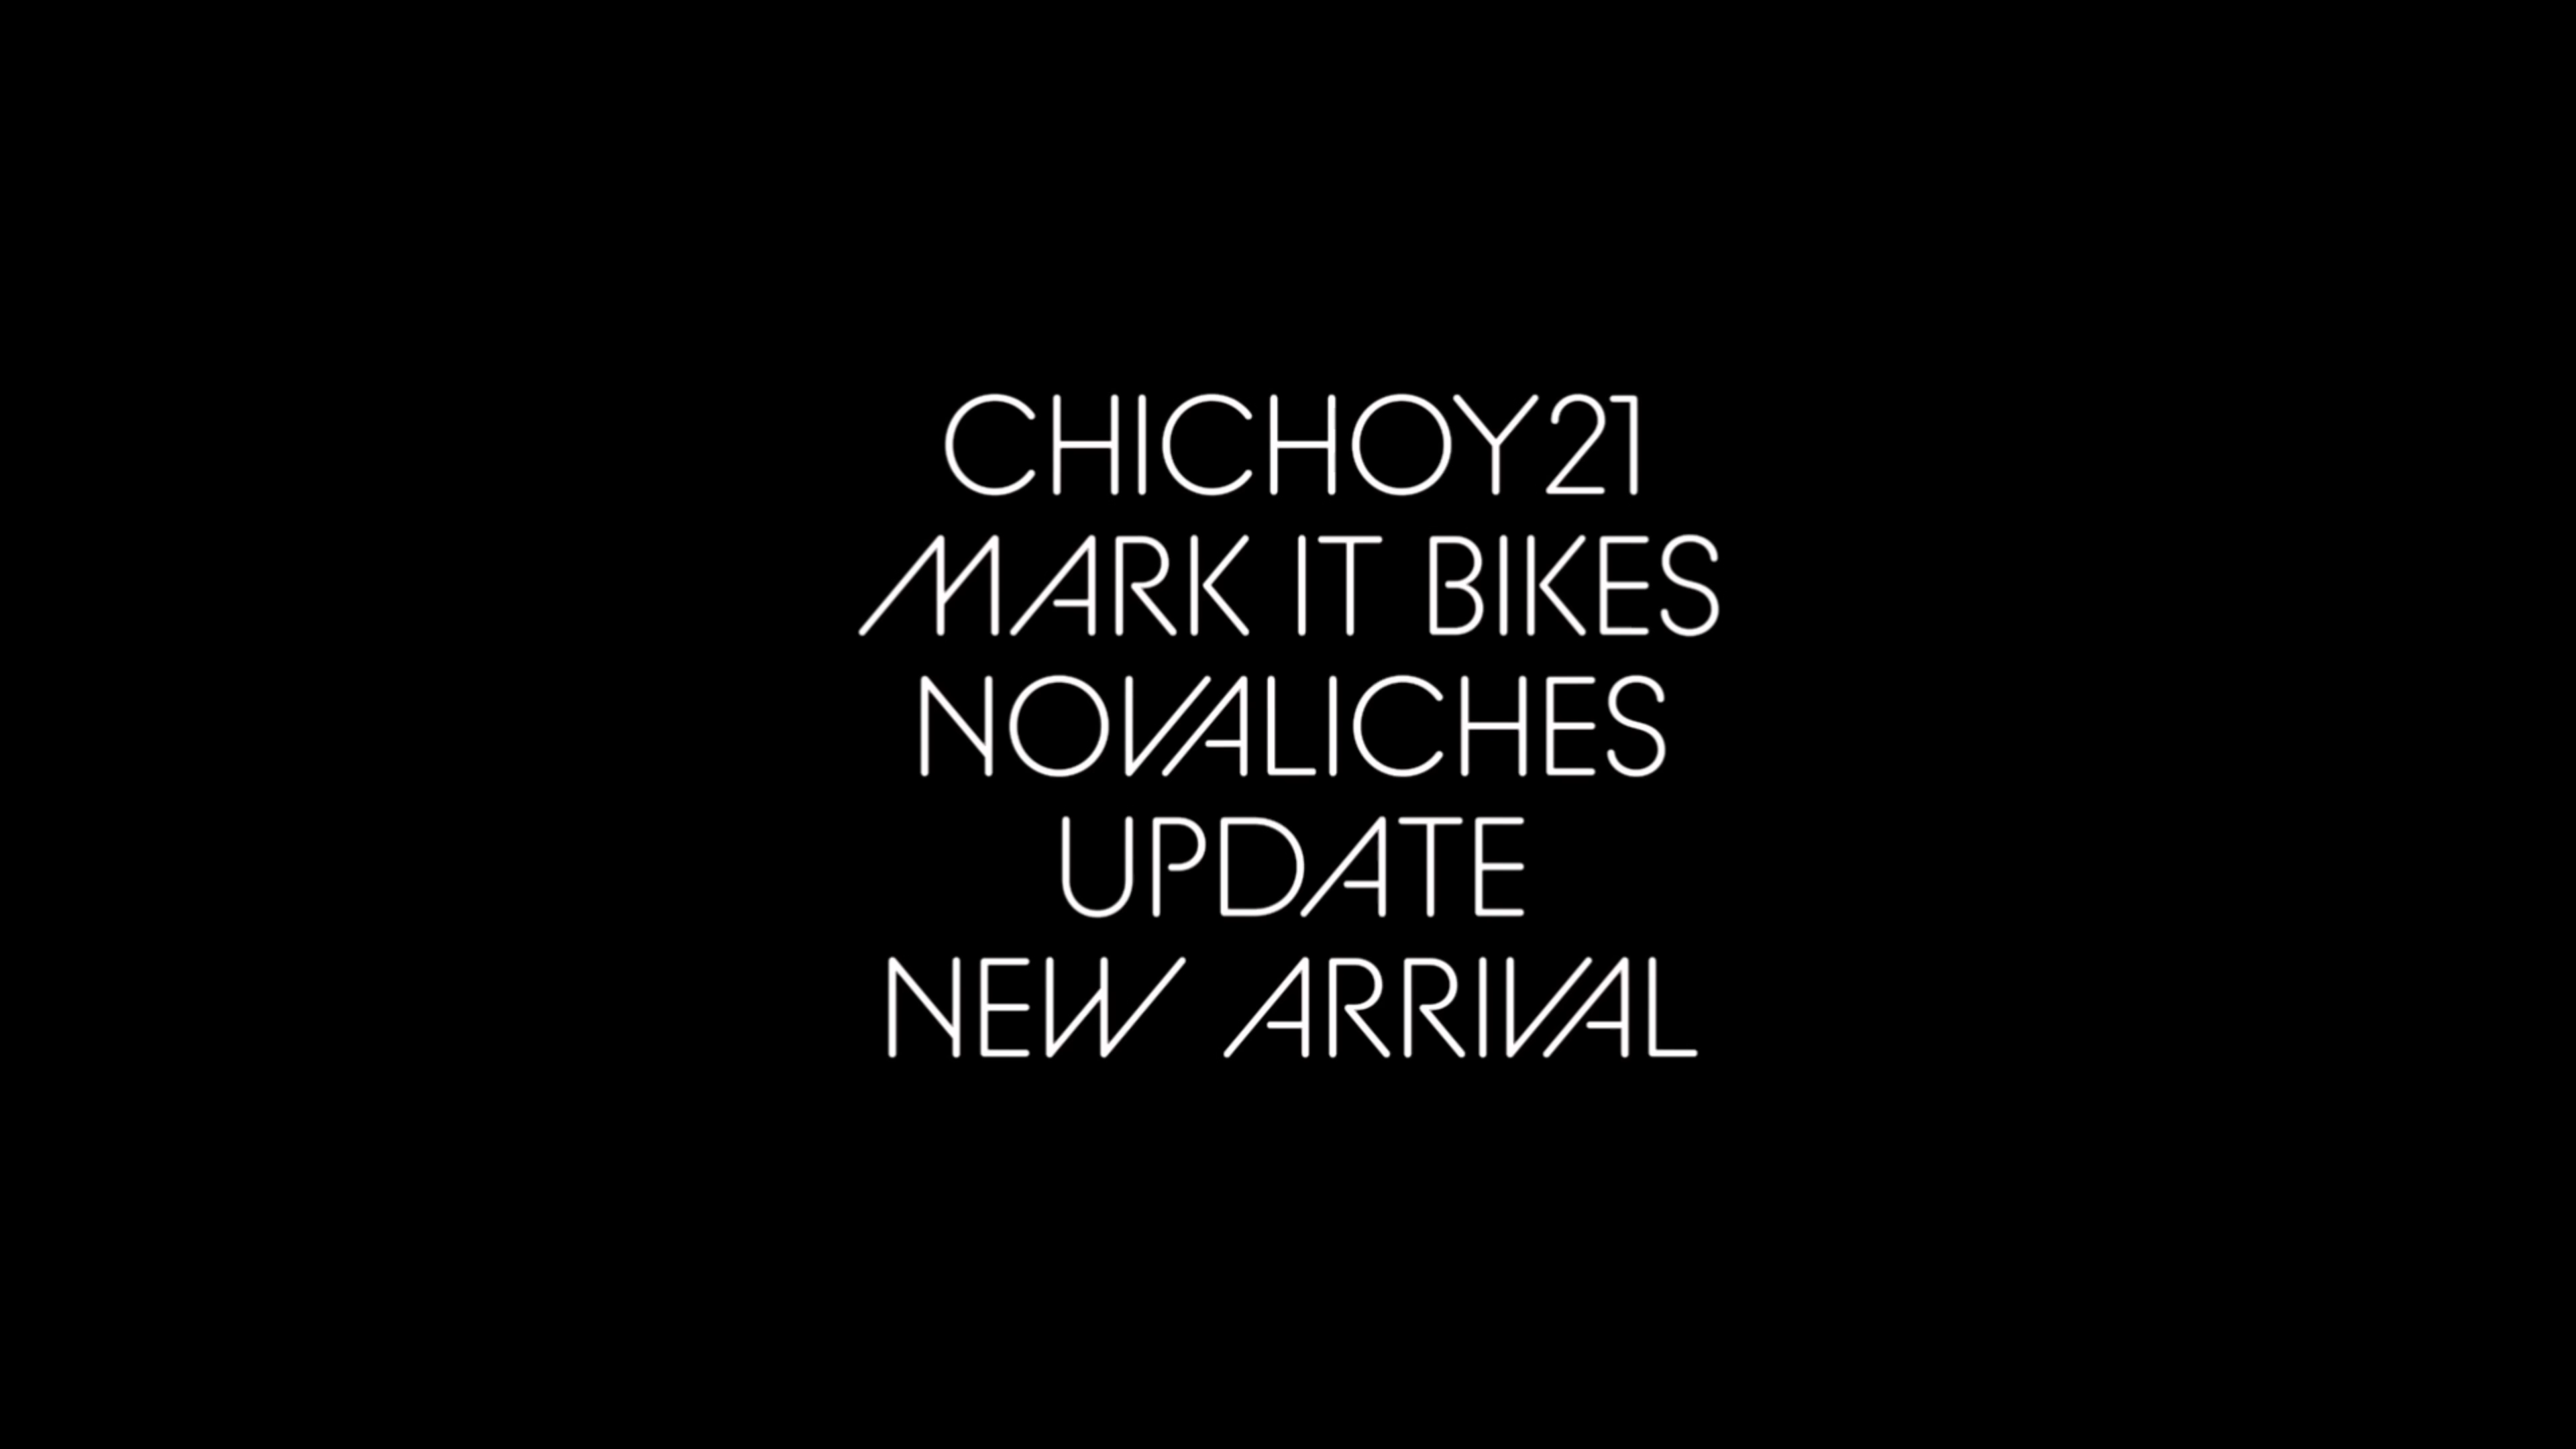 CHICHOY21
MARK IT BIKES
NOVALICHES
UPDATE
NEW ARRIVAL